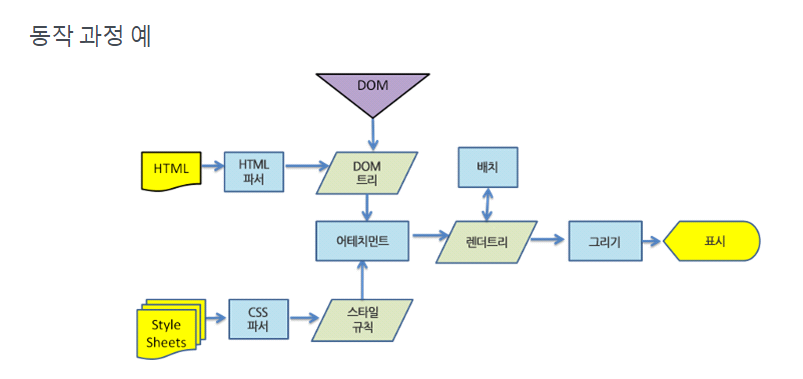 동작 과정 예
DOM
HTML
HTML
파서
DOM
트리
배치
어테치먼트
렌더트리
그리기
표시
Style
Sheets
CSS
파서
스타일
규칙